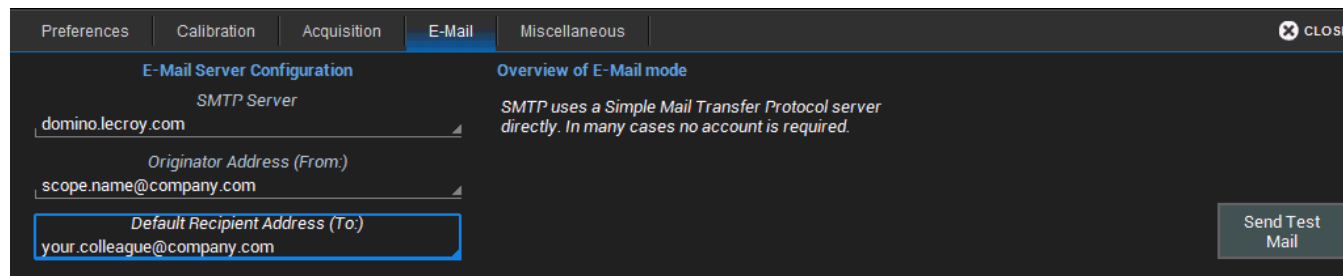 Preferences
Calibration
Acquisition
E-Mail
Miscellaneous
E-Mail Server Configuration
SMTP Server
domino.lecroy.com
Originator Address (From:)
scope.name@company.com
Default Recipient Address (To:)
your.colleague@company.com
Overview of E-Mail mode
SMTP uses a Simple Mail Transfer Protocol server
directly. In many cases no account is required.
Send Test
Mail